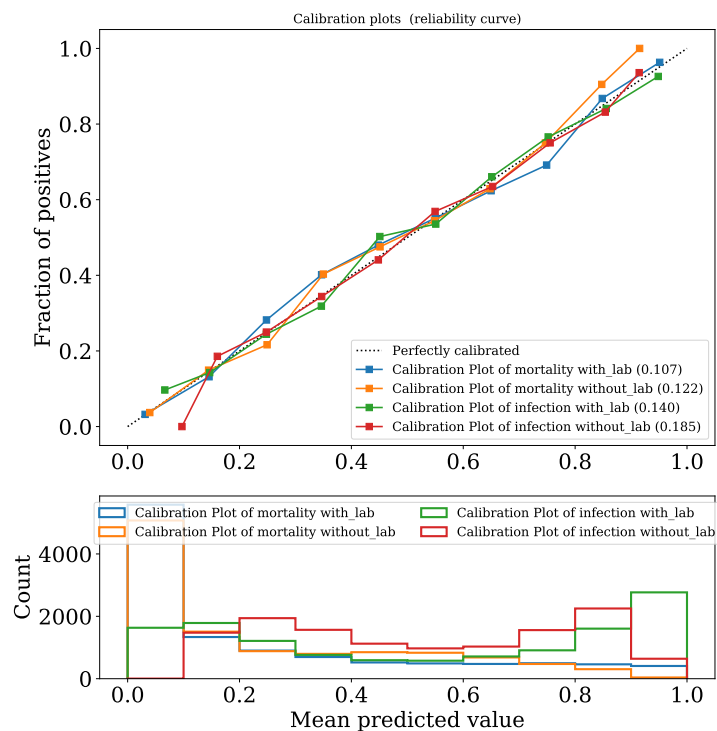 Calibration plots  (reliability curve)
Fraction of positives
1.0
0.8
0.6
0.4
0.2
0.0
Perfectly calibrated
Calibration Plot of mortality with_lab (0.107)
Calibration Plot of mortality without_lab (0.122)
Calibration Plot of infection with_lab (0.140)
Calibration Plot of infection without_lab (0.185)
0.0 0.2 0.4 0.6 0.8 1.0
Calibration Plot of mortality with_lab
Calibration Plot of mortality without_lab
Calibration Plot of infection with_lab
Calibration Plot of infection without_lab
Count
4000
2000
0
0.0 0.2 0.4 0.6 0.8 1.0
Mean predicted value